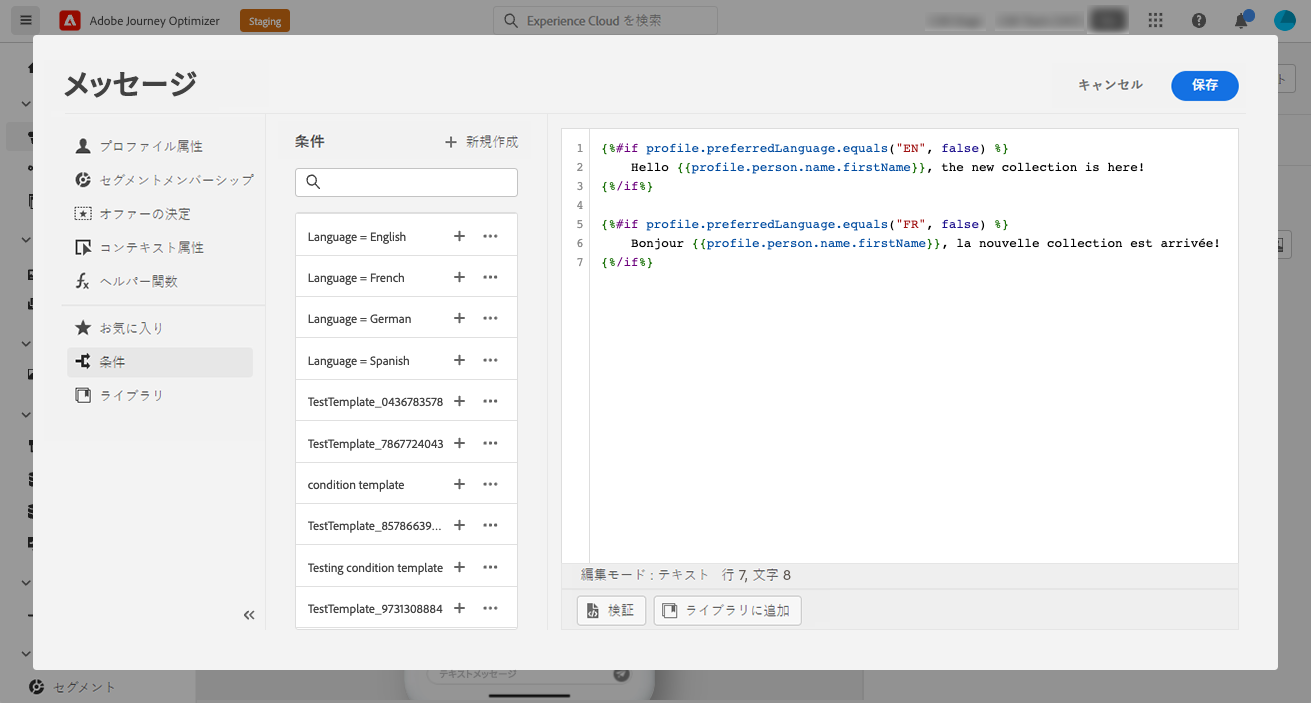 Adobe Journey Optimizer
Staging
Experience Cloud を検索
メッセージ
キャンセル
保存
プロファイル属性
セグメントメンバーシップ
オファーの決定
コンテキスト属性
ヘルパー関数
お気に入り
条件
ライブラリ
条件
新規作成
Language = English
Language = French
Language = German
Language = Spanish
TestTemplate_0436783578
TestTemplate_7867724043
condition template
TestTemplate_85786639...
Testing condition template
TestTemplate_9731308884
1 {%#if profile.preferredLanguage.equals("EN", false) %}
2 Hello {{profile.person.name.firstName}}, the new collection is here!
3 {%/if%}
4
5 {%#if profile.preferredLanguage.equals("FR", false) %}
6 Bonjour {{profile.person.name.firstName}}, la nouvelle collection est arrivée!
7 {%/if%}
編集モード : テキスト 行 7, 文字 8
検証
ライブラリに追加
テキストメッセージ
セグメント